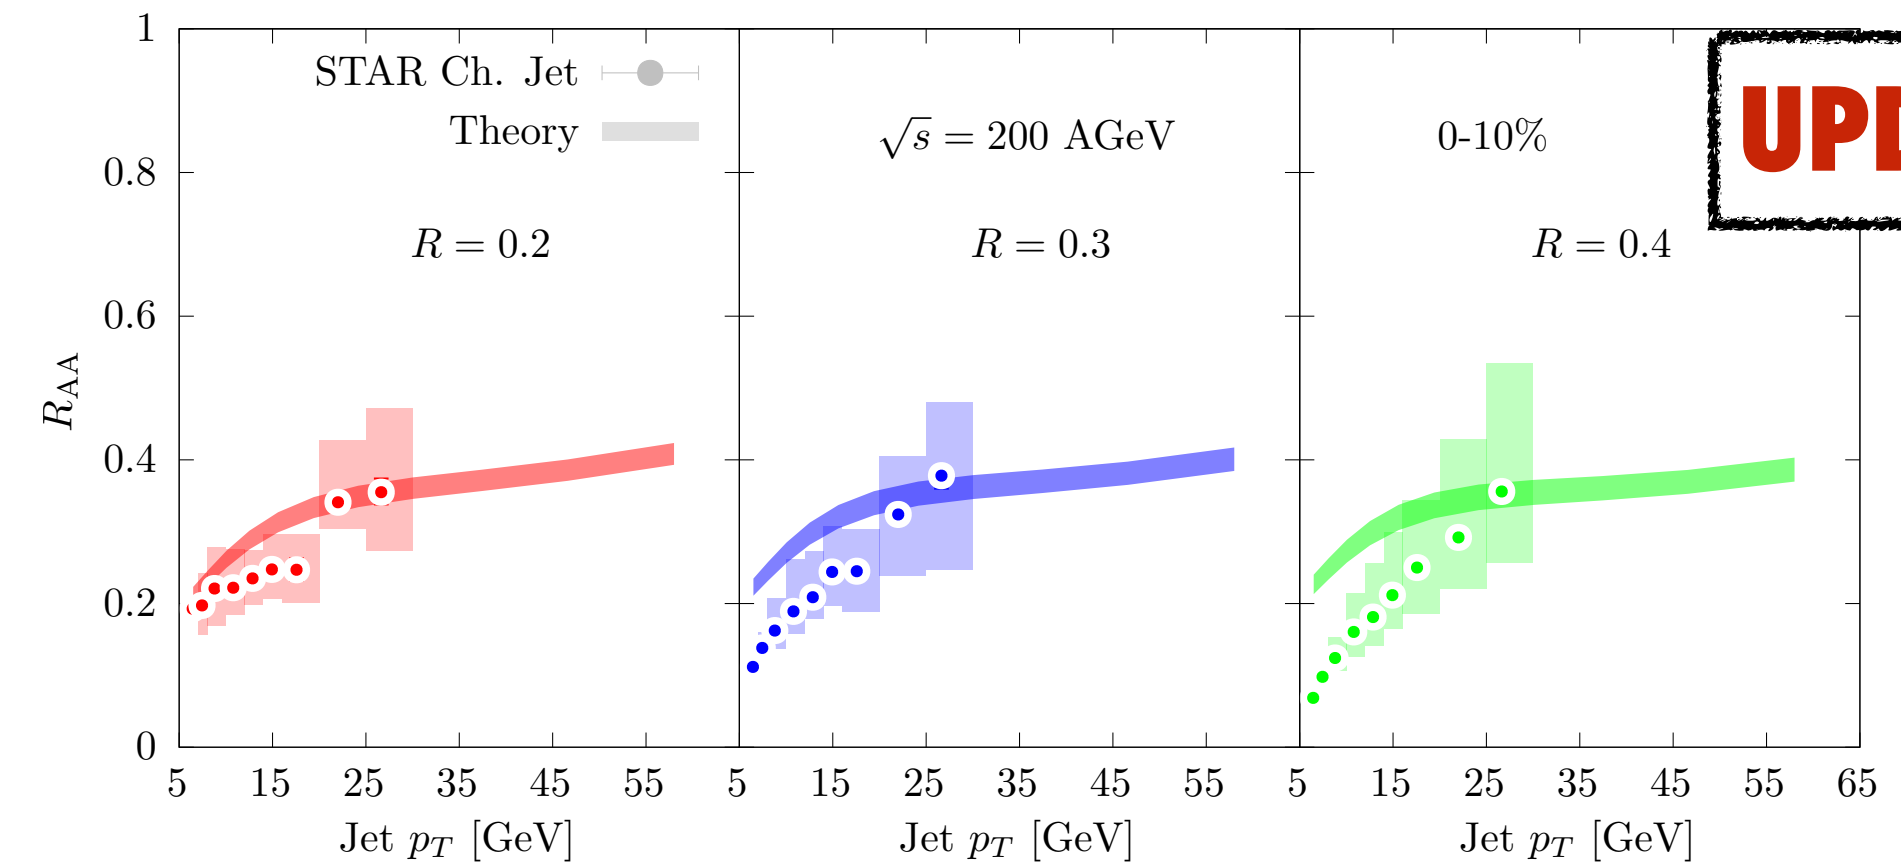 1
0.8
0.6
0.4
0.2
0
R_AA
STAR Ch. Jet
Theory
R = 0.2
√s = 200 AGeV
R = 0.3
0-10%
R = 0.4
UPD
5 15 25 35 45 55
5 15 25 35 45 55
5 15 25 35 45 55 65
Jet p_T [GeV]
Jet p_T [GeV]
Jet p_T [GeV]